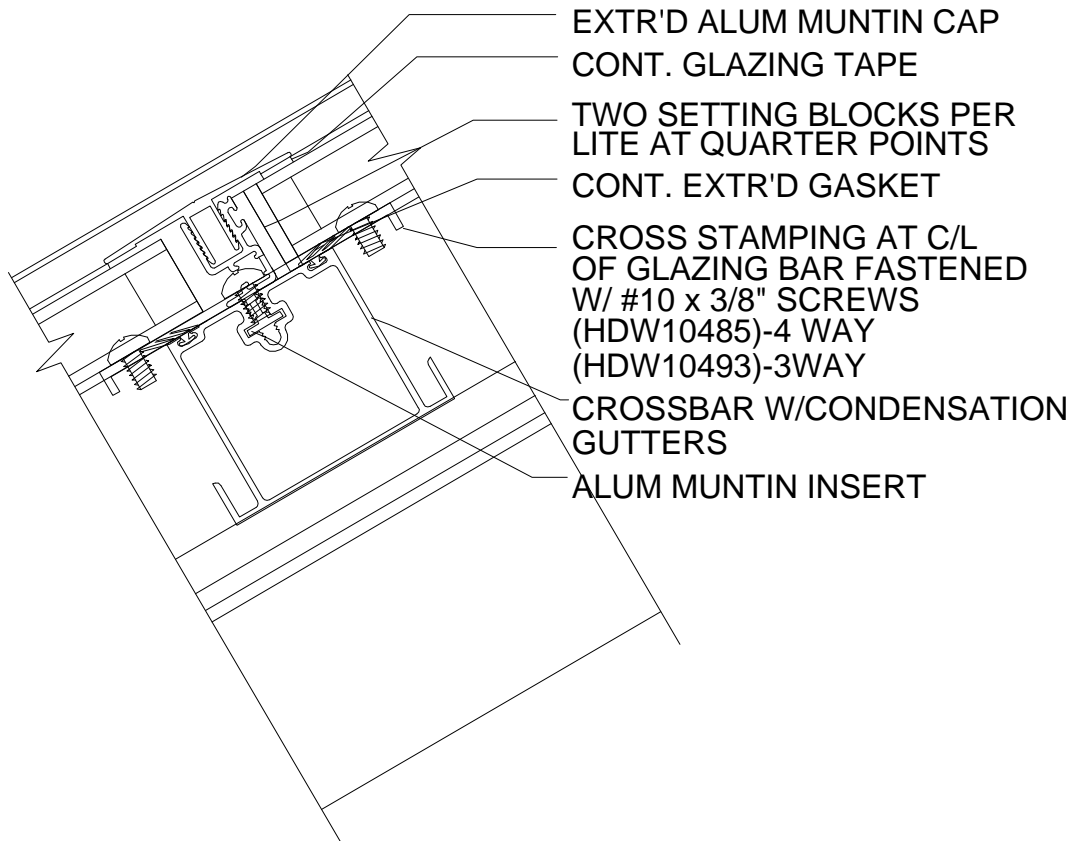 EXTR'D ALUM MUNTIN CAP
CONT. GLAZING TAPE
TWO SETTING BLOCKS PER
LITE AT QUARTER POINTS
CONT. EXTR'D GASKET
CROSS STAMPING AT C/L
OF GLAZING BAR FASTENED
W/ #10 x 3/8" SCREWS
(HDW10485)-4 WAY
(HDW10493)-3WAY
CROSSBAR W/CONDENSATION
GUTTERS
ALUM MUNTIN INSERT